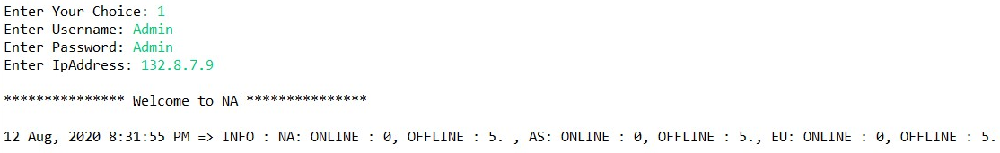 Enter Your Choice: 1
Enter Username: Admin
Enter Password: Admin
Enter IpAddress: 132.8.7.9
*************** Welcome to NA ***************
12 Aug, 2020 8:31:55 PM => INFO : NA: ONLINE : 0, OFFLINE : 5. , AS: ONLINE : 0, OFFLINE : 5., EU: ONLINE : 0, OFFLINE : 5.